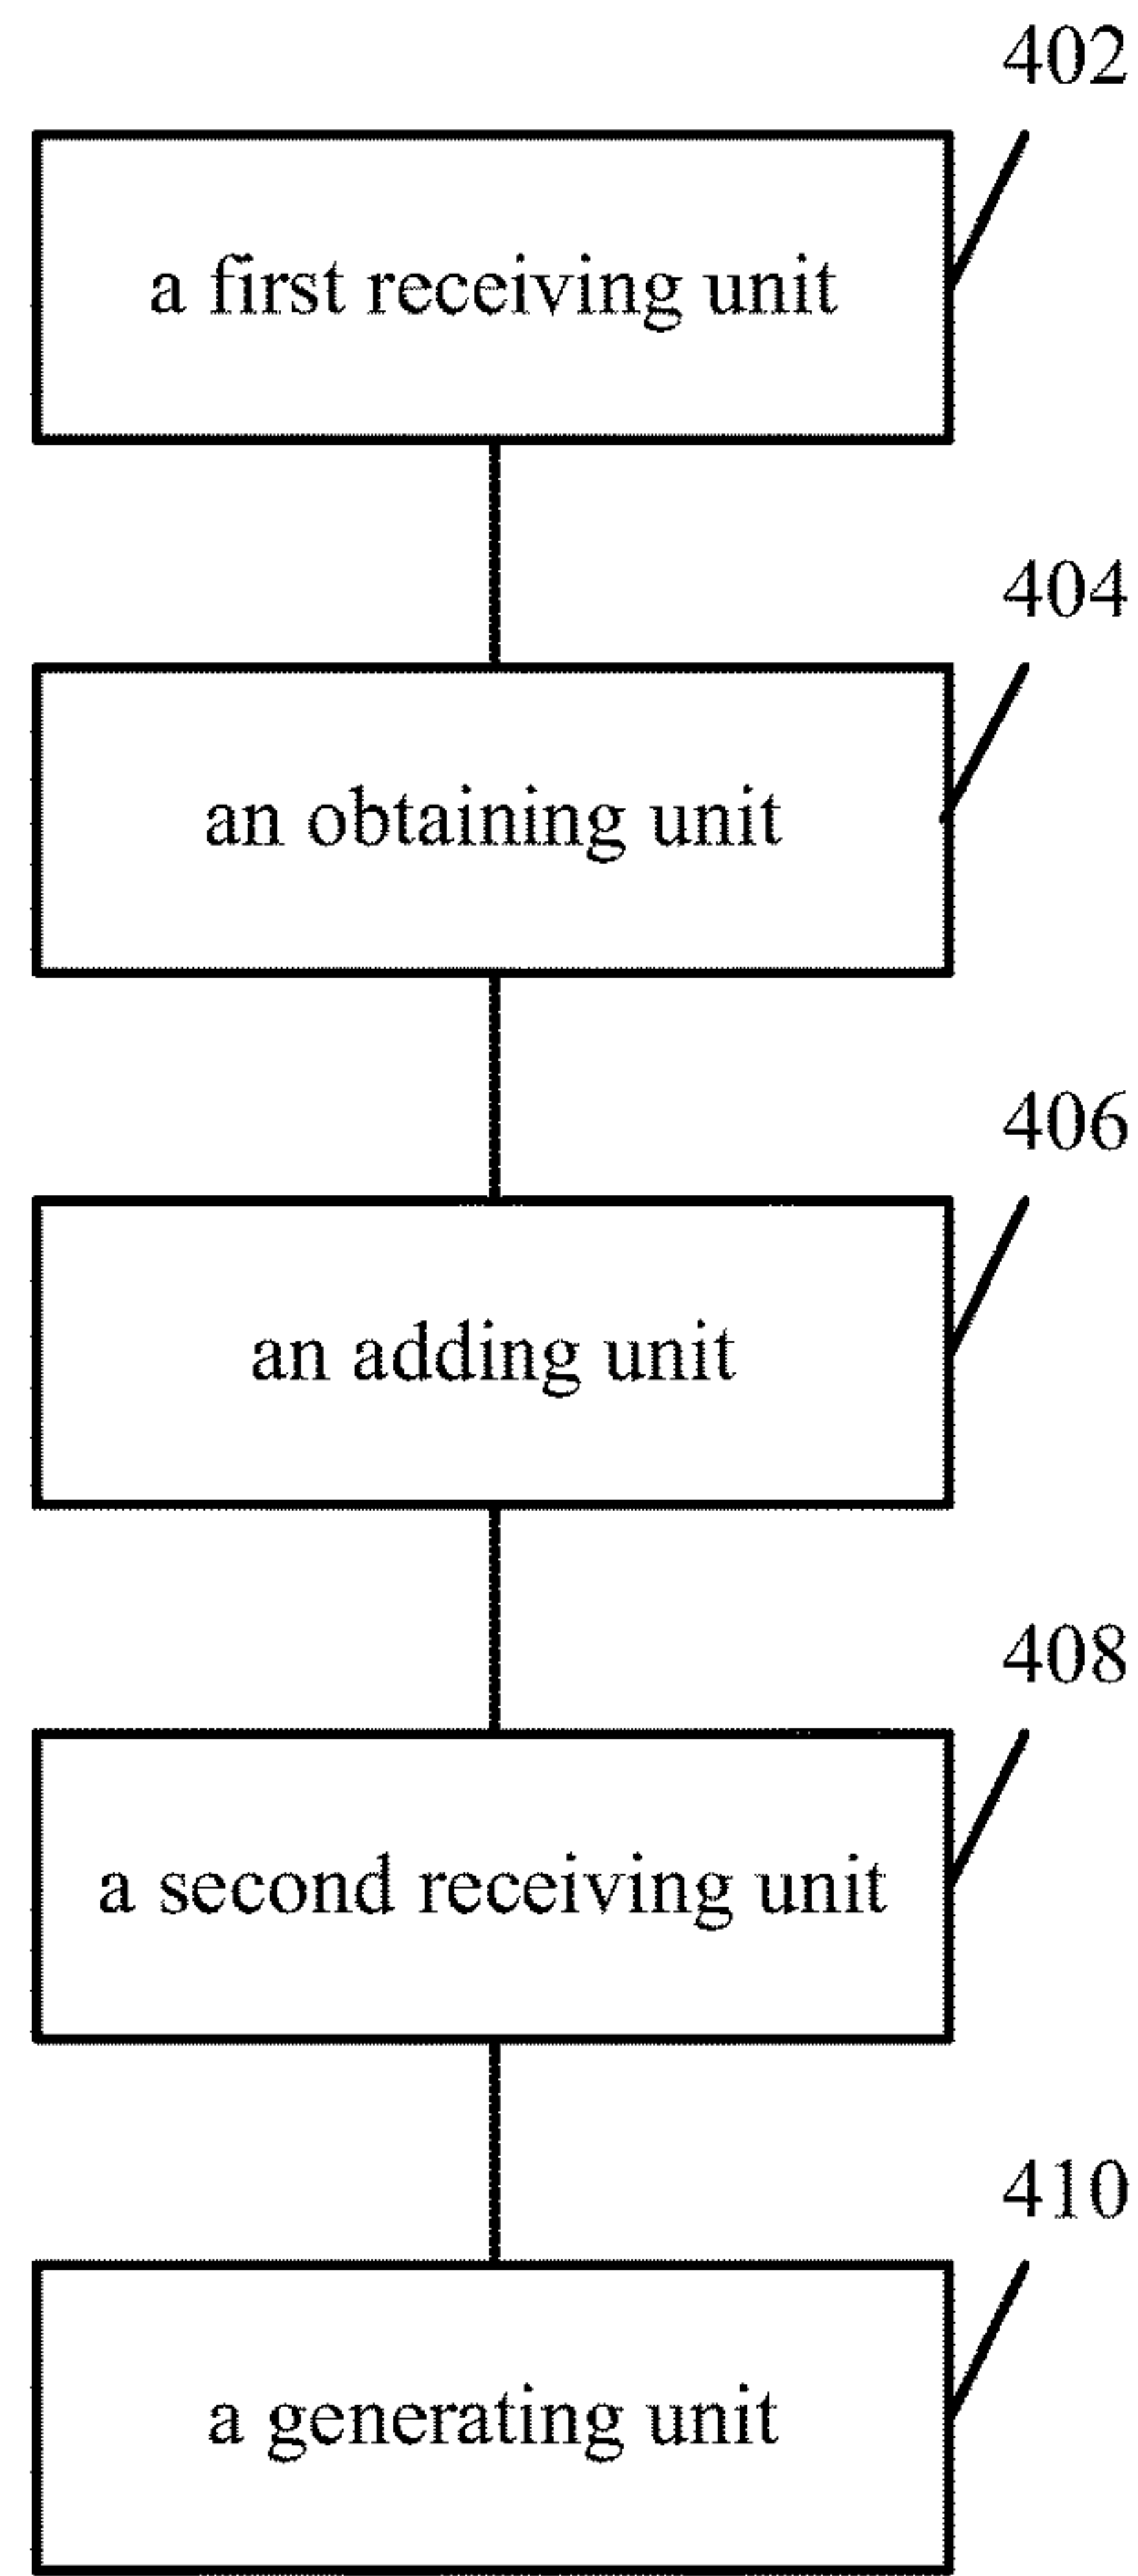 402
a first receiving unit
404
an obtaining unit
406
an adding unit
408
a second receiving unit
410
a generating unit